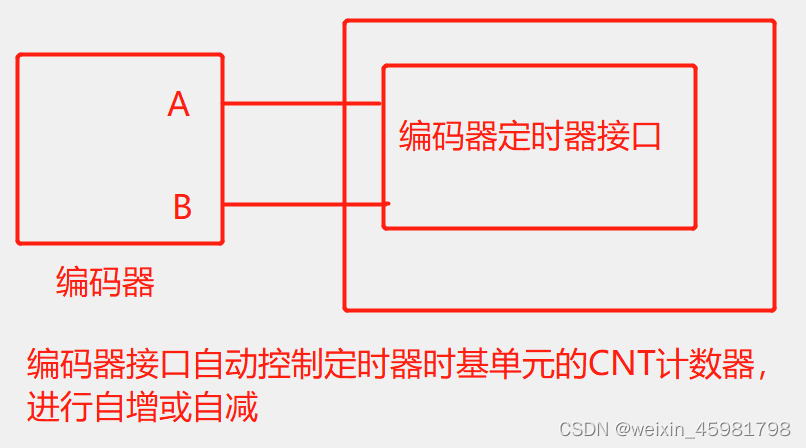 A
编码器定时器接口
B
编码器
编码器接口自动控制定时器时基单元的CNT计数器，
进行自增或自减
CSDN @weixin_45981798